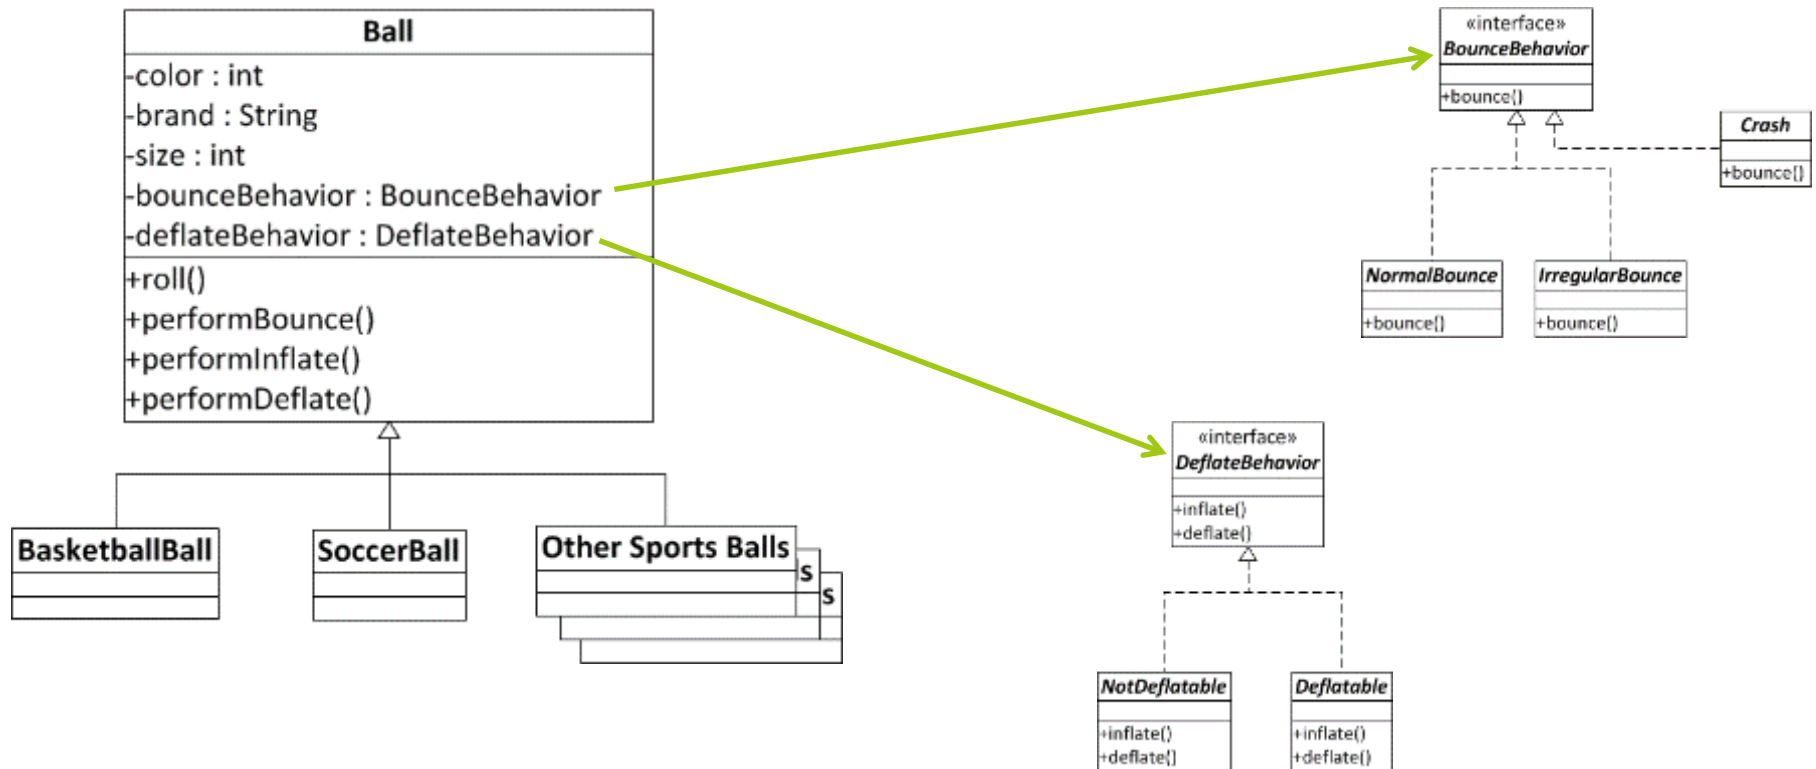 Ball
-color : int
-brand : String
-size : int
-bounceBehavior : BounceBehavior
-deflateBehavior : DeflateBehavior
+roll()
+performBounce()
+performInflate()
+performDeflate()
BasketballBall
SoccerBall
Other Sports Balls
ls
s
«interface»
BounceBehavior
+bounce()
Crash
+bounce()
NormalBounce
+bounce()
IrregularBounce
+bounce()
«interface»
DeflateBehavior
+inflate()
+deflate()
NotDeflatable
+inflate()
+deflate()
Deflatable
+inflate()
+deflate()